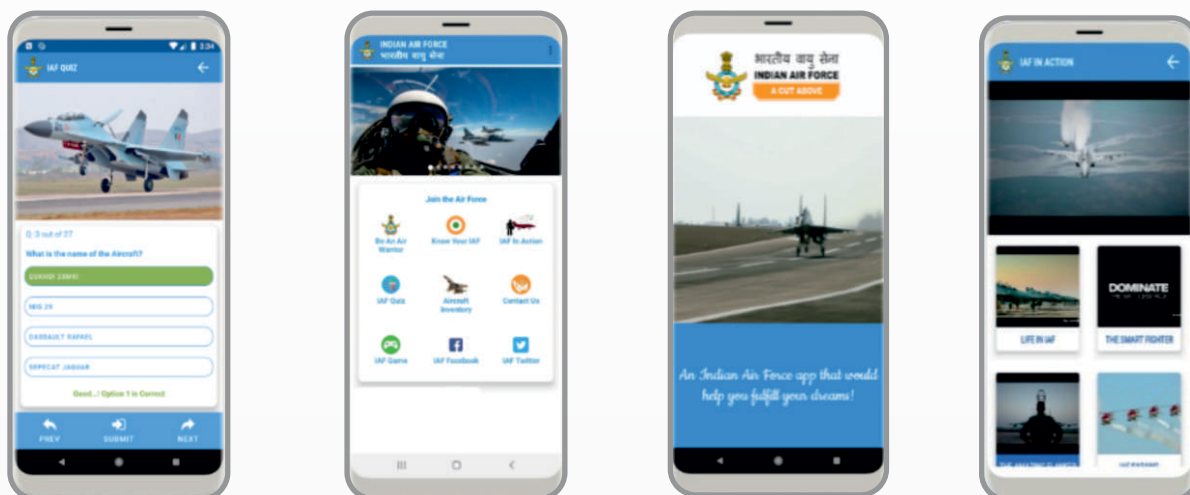 3:34
IAF QUIZ
Q: 3 out of 37
What is the name of the Aircraft?
SUKHOI 30MKI
MIG 29
DASSAULT RAFAEL
SEPECAT JAGUAR
Good...! Option 1 is Correct
PREV
SUBMIT
NEXT
INDIAN AIR FORCE
भारतीय वायु सेना
Join the Air Force
Be An Air
Warrior
Know Your IAF
IAF In Action
IAF Quiz
Aircraft
Inventory
Contact Us
IAF Game
IAF Facebook
IAF Twitter
भारतीय वायु सेना
INDIAN AIR FORCE
A CUT ABOVE
An Indian Air Force app that would
help you fulfill your dreams!
IAF IN ACTION
DOMINATE
LIFE IN IAF
THE SMART FIGHTER